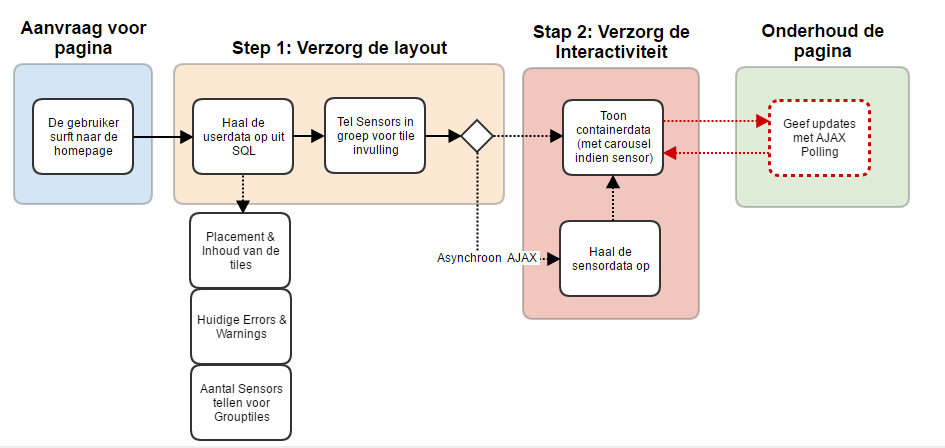 Aanvraag voor
pagina
Step 1: Verzorg de layout
Stap 2: Verzorg de
Interactiviteit
Onderhoud de
pagina
De gebruiker
surft naar de
homepage
Haal de
userdata op uit
SQL
Tel Sensors in
groep voor tile
invulling
Toon
containerdata
(met carousel
indien sensor)
Geef updates
met AJAX
Polling
Placement &
Inhoud van de
tiles
Asynchroon AJAX
Haal de
sensordata op
Huidige Errors &
Warnings
Aantal Sensors
tellen voor
Grouptiles